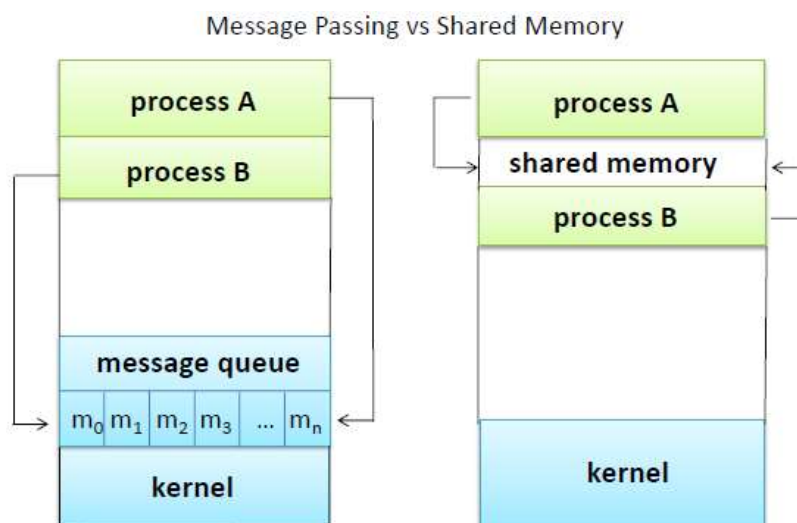 Message Passing vs Shared Memory
process A
process B
message queue
m₀ m₁ m₂ m₃ ... mₙ
kernel
process A
shared memory
process B
kernel